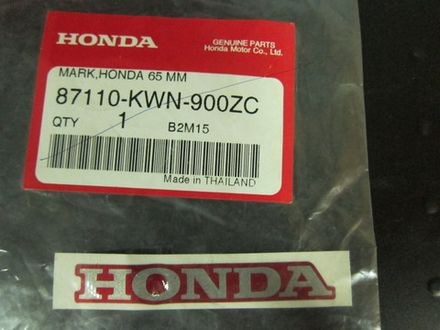 HONDA
GENUINE PARTS
Honda Motor Co., Ltd.
MARK,HONDA 65 MM
87110-KWN-900ZC
QTY 1 B2M15
Made in THAILAND
HONDA